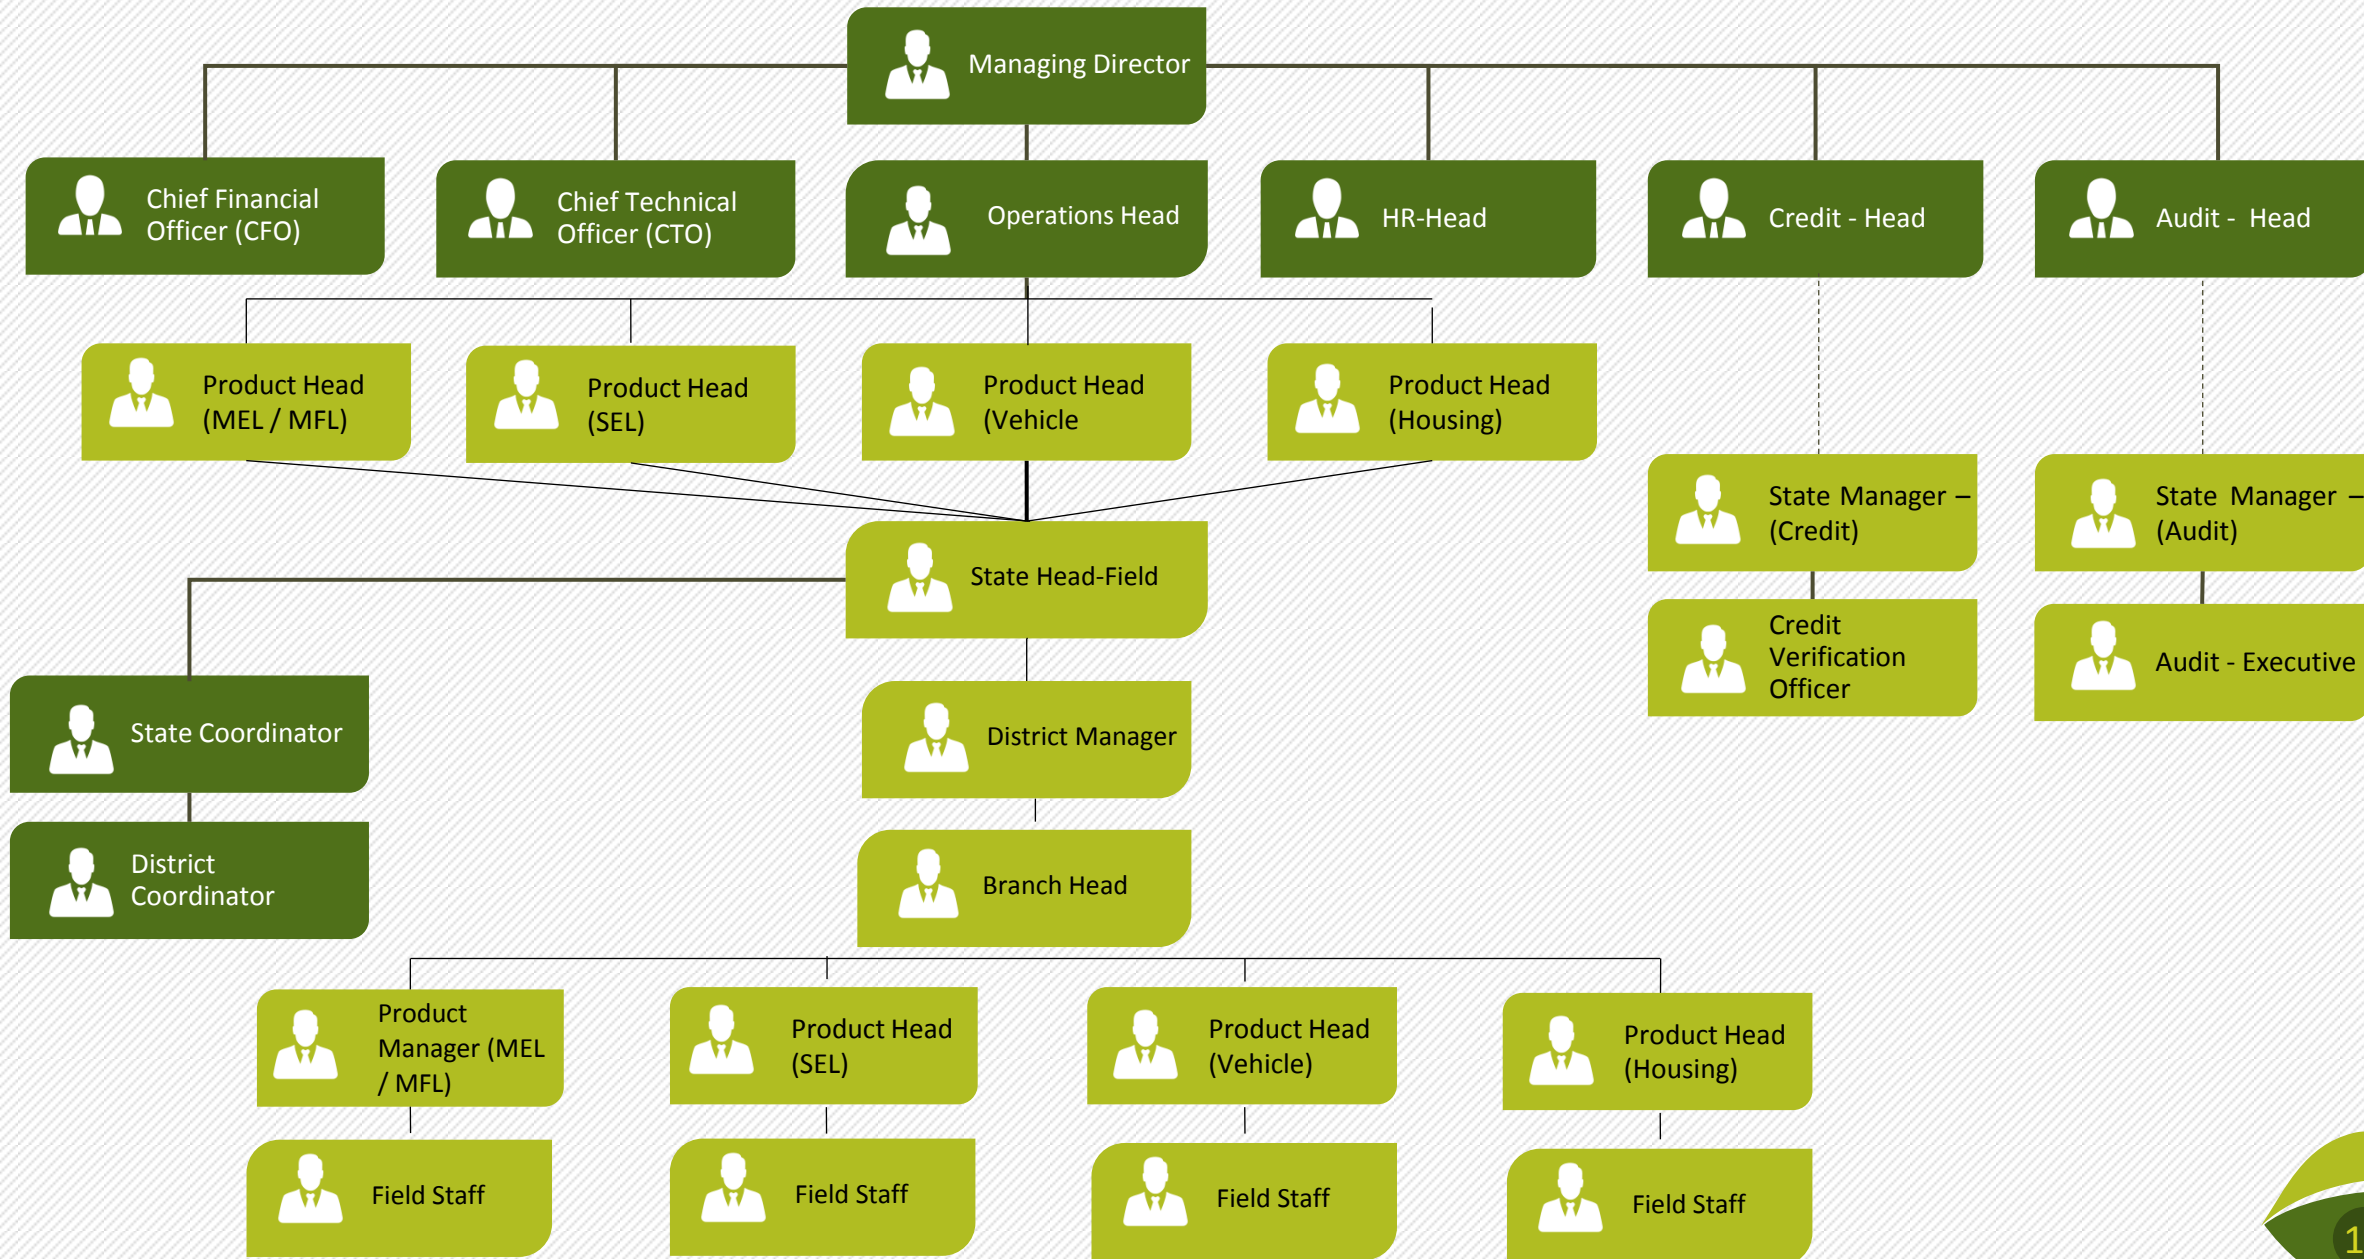 Managing Director
Chief Financial
Officer (CFO)
Chief Technical
Officer (CTO)
Operations Head
HR-Head
Credit - Head
Audit - Head
Product Head
(MEL / MFL)
Product Head
(SEL)
Product Head
(Vehicle
Product Head
(Housing)
State Manager –
(Credit)
State Manager –
(Audit)
State Head-Field
Credit
Verification
Officer
Audit - Executive
State Coordinator
District Manager
District
Coordinator
Branch Head
Product
Manager (MEL
/ MFL)
Product Head
(SEL)
Product Head
(Vehicle)
Product Head
(Housing)
Field Staff
Field Staff
Field Staff
Field Staff
1